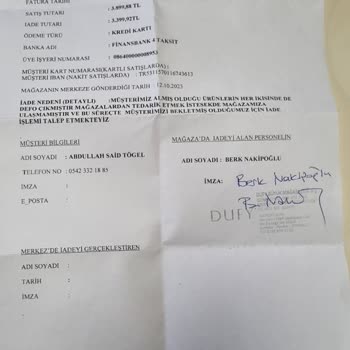 FATURA TARİHİ
SATIŞ TUTARI : 3.899,88 TL
İADE TUTARI : 3.399,92TL
ÖDEME TÜRÜ : KREDİ KARTI
BANKA ADI : FİNANSBANK 4 TAKSİT
ÜYE İŞYERİ NUMARASI :
MÜŞTERİ KART NUMARASI(KARTLI SATIŞLARDA):
MÜŞTERİ IBAN (NAKİT SATIŞLARDA) :
MAĞAZANIN MERKEZE GÖNDERDİĞİ TARİH : 12.10.2023
İADE NEDENİ (DETAYLI) : MÜŞTERİMİZ ALMIŞ OLDUĞU ÜRÜNLERİN HER İKİSİNDE DE
DEFO ÇIKMIŞTIR MAĞAZALARDAN TEDARİK ETMEK İSTESEKDE MAĞAZAMIZA
ULAŞMAMIŞTIR VE BU SÜREÇTE MÜŞTERİMİZİ BEKLETMİŞ OLDUĞUMUZ İÇİN İADE
İŞLEMİ TALEP ETMEKTEYİZ
MÜŞTERİ BİLGİLERİ
ADI SOYADI : ABDULLAH SAİD TÖGEL
TELEFON NO : 0542 332 18 85
İMZA :
E_POSTA :
MAĞAZA'DA İADEYİ ALAN PERSONELİN
ADI SOYADI : BERK NAKİPOĞLU
İMZA: Berk Nakipoğlu
DUF
MERKEZ'DE İADEYİ GERÇEKLEŞTİREN
ADI SOYADI :
TARİH :
İMZA :
: